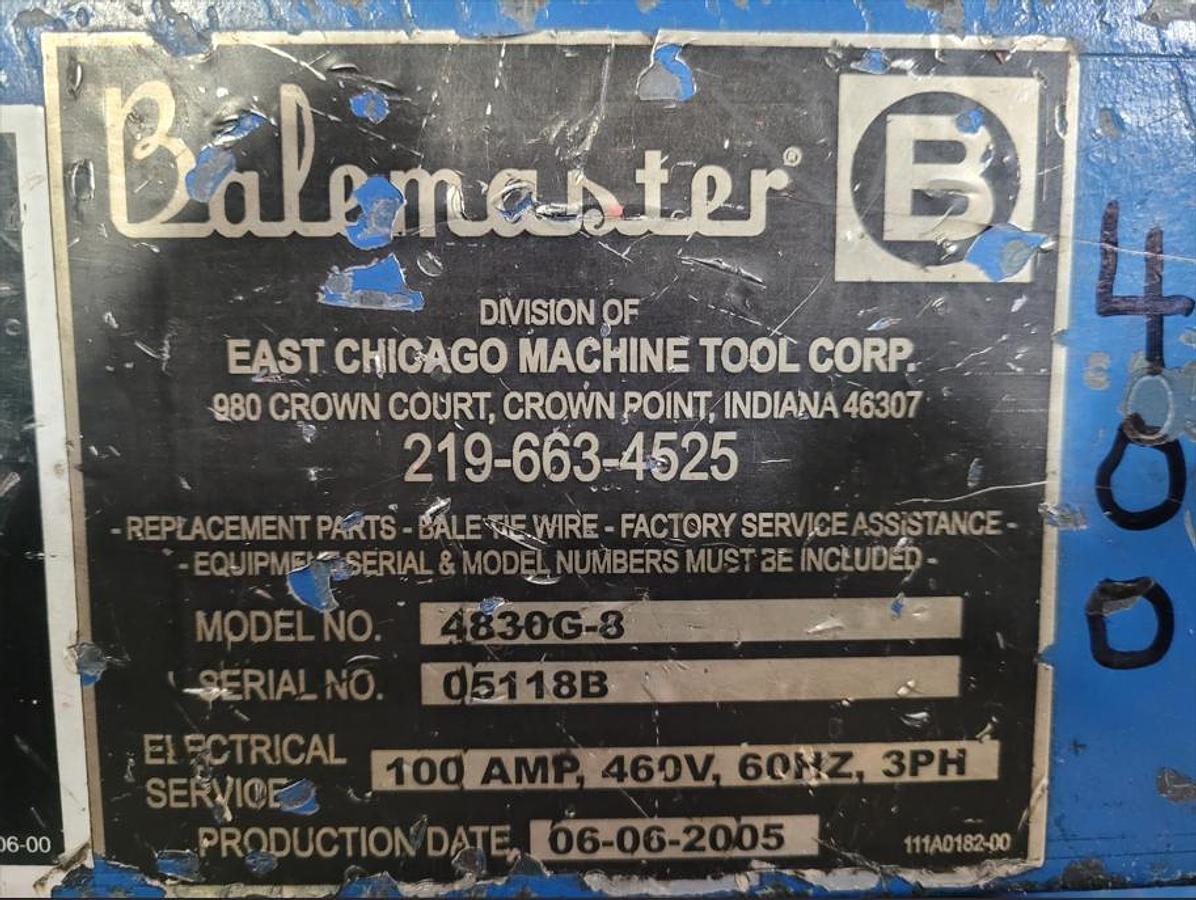 Balemaster®
B
DIVISION OF
EAST CHICAGO MACHINE TOOL CORP.
980 CROWN COURT, CROWN POINT, INDIANA 46307
219-663-4525
- REPLACEMENT PARTS - BALE TIE WIRE - FACTORY SERVICE ASSISTANCE -
- EQUIPMENT SERIAL & MODEL NUMBERS MUST BE INCLUDED -
MODEL NO. 4830G-8
SERIAL NO. 05118B
ELECTRICAL
SERVICE 100 AMP, 460V, 60HZ, 3PH
PRODUCTION DATE 06-06-2005
111A0182-00
06-00
400